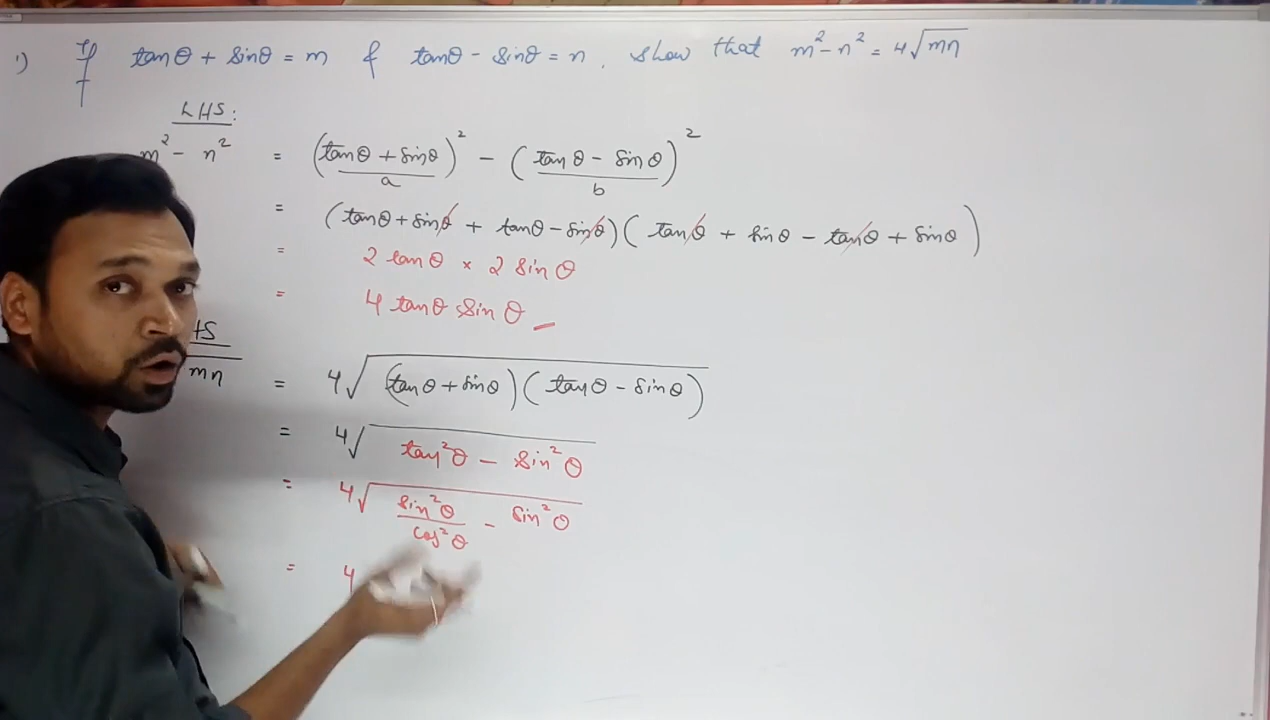 1) If tanθ + sinθ = m & tanθ - sinθ = n, show that m² - n² = 4√mn
LHS:
m² - n² = (tanθ + sinθ)² - (tanθ - sinθ)²
a b
= (tanθ + sinθ + tanθ - sinθ)(tanθ + sinθ - tanθ + sinθ)
= 2 tanθ × 2 sinθ
= 4 tanθ sinθ
HS
mn = 4√(tanθ + sinθ)(tanθ - sinθ)
= 4√tan²θ - sin²θ
= 4√sin²θ/cos²θ - sin²θ
= 4